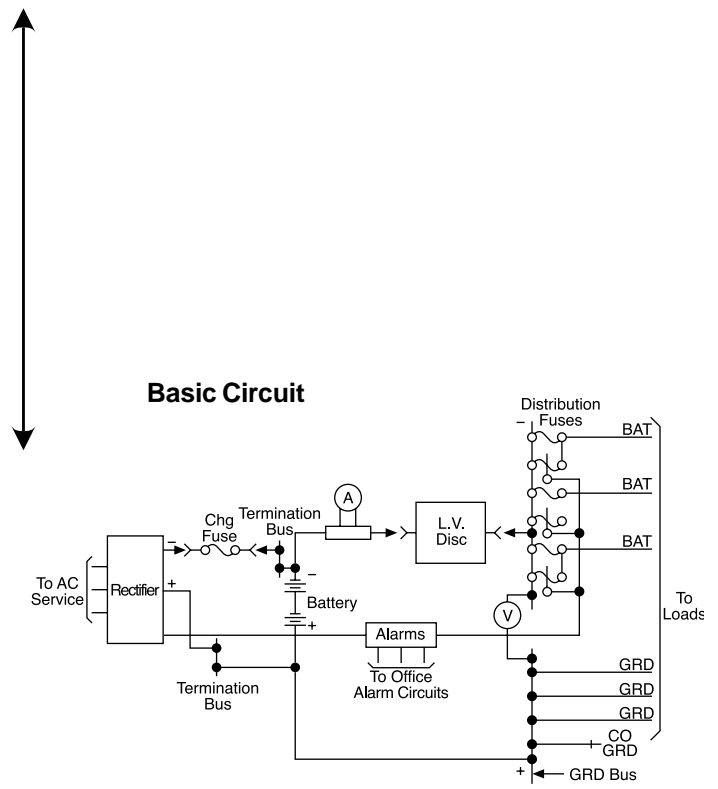 Basic Circuit
Distribution
Fuses
−
BAT
BAT
BAT
A
Chg
Fuse
Termination
Bus
L.V.
Disc
−
+
To AC
Service
Rectifier
−
Battery
+
V
To
Loads
Alarms
To Office
Alarm Circuits
Termination
Bus
GRD
GRD
GRD
CO
GRD
+
GRD Bus